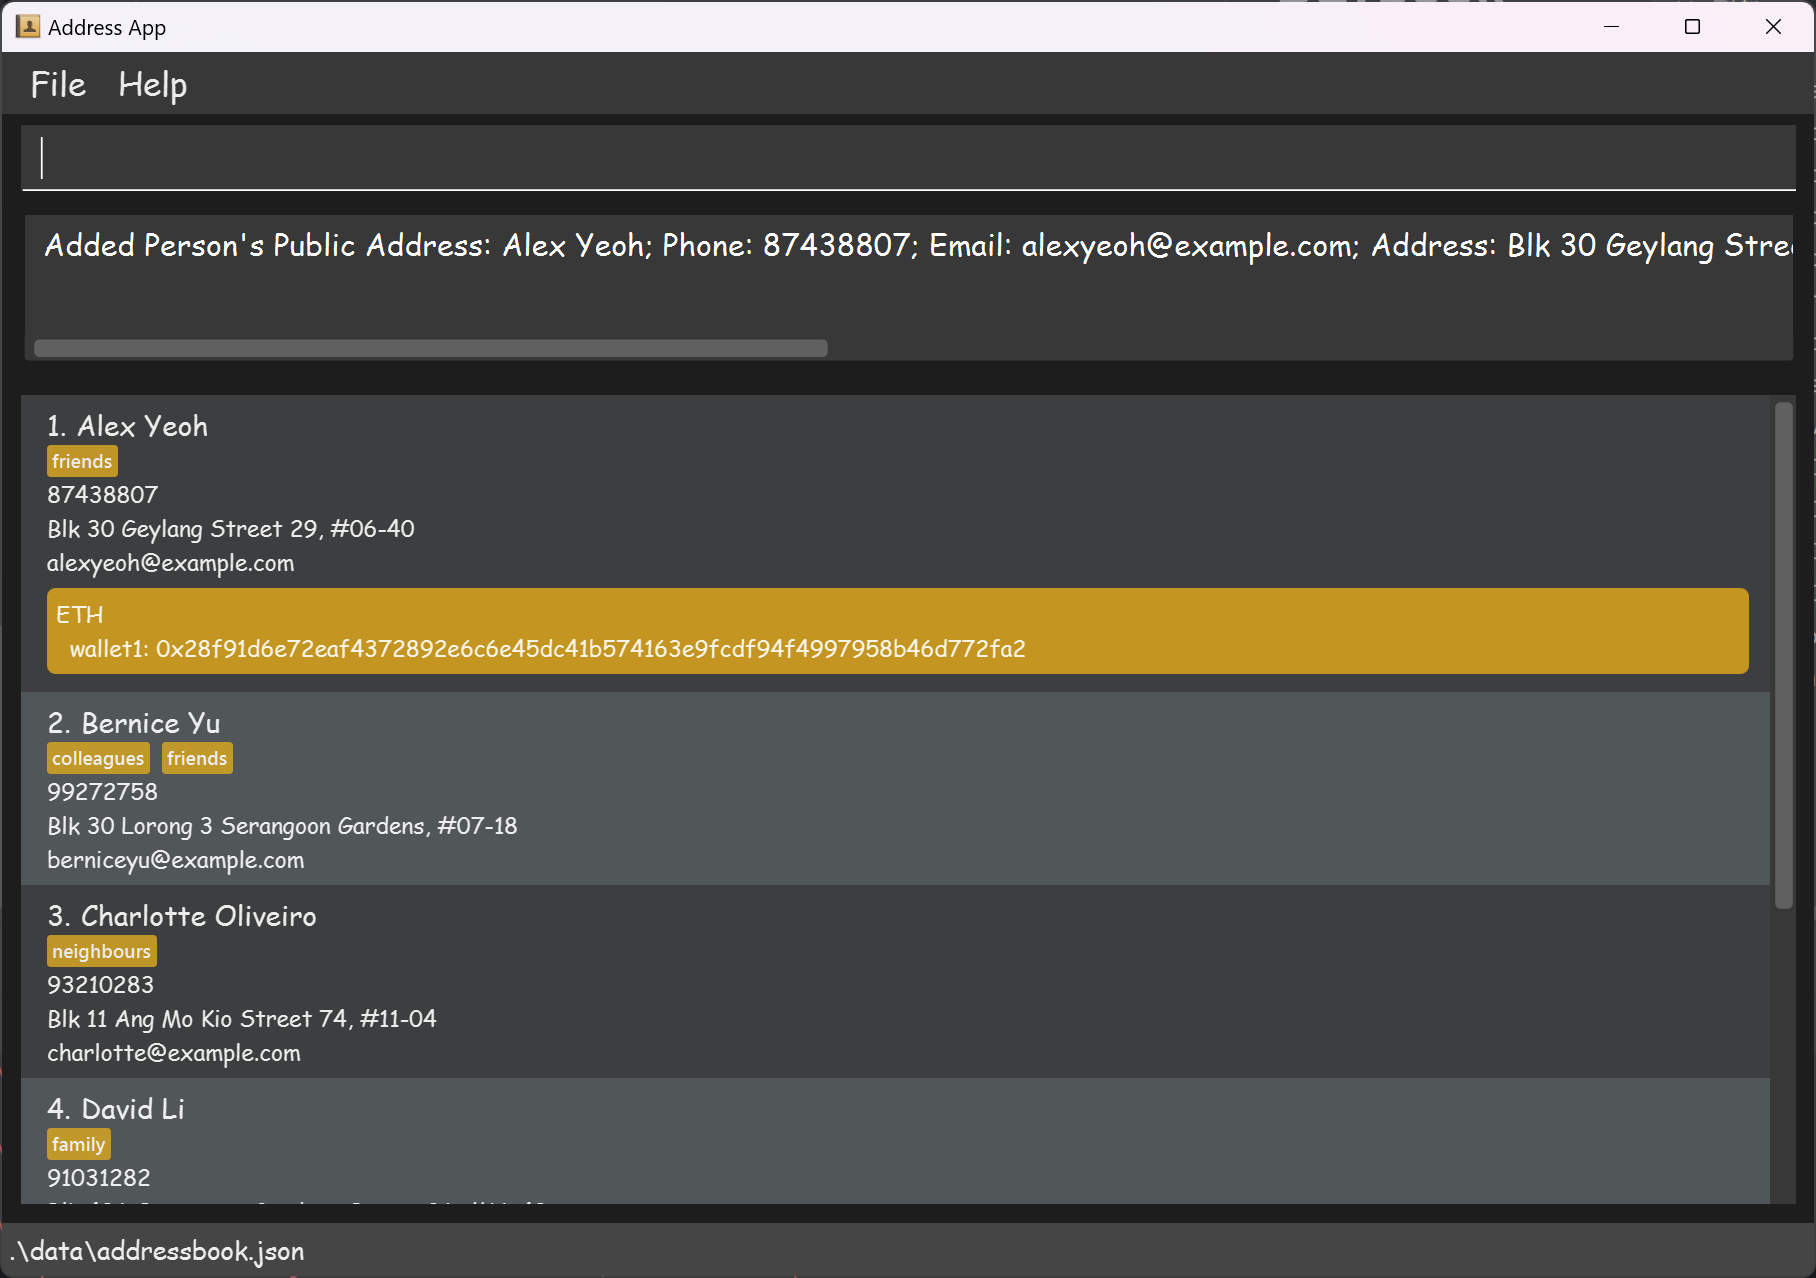 Address App
File Help
Added Person's Public Address: Alex Yeoh; Phone: 87438807; Email: alexyeoh@example.com; Address: Blk 30 Geylang
1. Alex Yeoh
friends
87438807
Blk 30 Geylang Street 29, #06-40
alexyeoh@example.com
ETH
wallet1: 0x28f91d6e72eaf4372892e6c6e45dc41b574163e9fcdf94f4997958b46d772fa2
2. Bernice Yu
colleagues friends
99272758
Blk 30 Lorong 3 Serangoon Gardens, #07-18
berniceyu@example.com
3. Charlotte Oliveiro
neighbours
93210283
Blk 11 Ang Mo Kio Street 74, #11-04
charlotte@example.com
4. David Li
family
91031282
.\data\addressbook.json